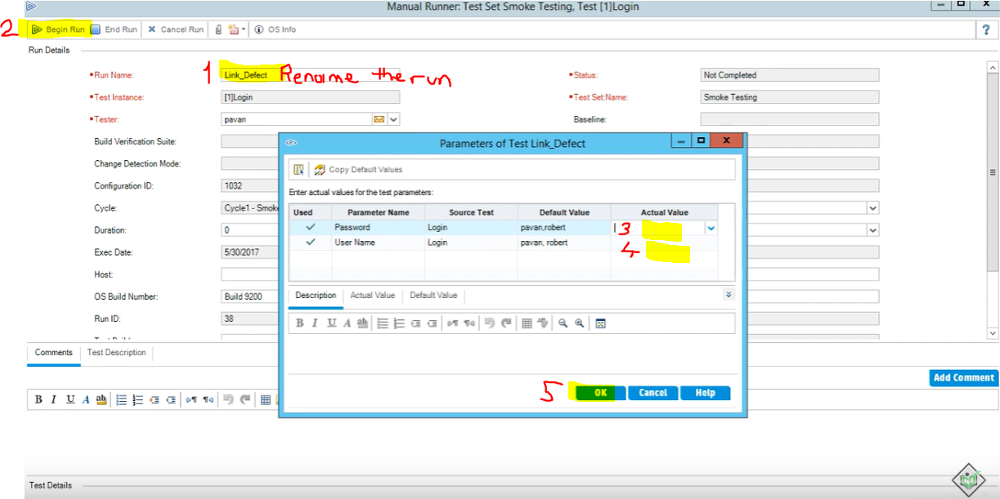 Manual Runner: Test Set Smoke Testing, Test [1]Login
2 Begin Run End Run Cancel Run OS Info ?
Run Details
*Run Name: 1 Link_Defect Rename the run *Status: Not Completed
*Test Instance: [1]Login *Test Set:Name: Smoke Testing
*Tester: pavan Baseline:
Build Verification Suite:
Change Detection Mode:
Configuration ID: 1032
Cycle: Cycle1 - Smoke
Duration: 0
Exec Date: 5/30/2017
Host:
OS Build Number: Build 9200
Run ID: 38
Parameters of Test Link_Defect
Copy Default Values
Enter actual values for the test parameters:
Used Parameter Name Source Test Default Value Actual Value
Password Login pavan,robert 3
User Name Login pavan, robert 4
Description Actual Value Default Value
B I U A ab
5 OK Cancel Help
Comments Test Description
Add Comment
B I U A ab
Test Details